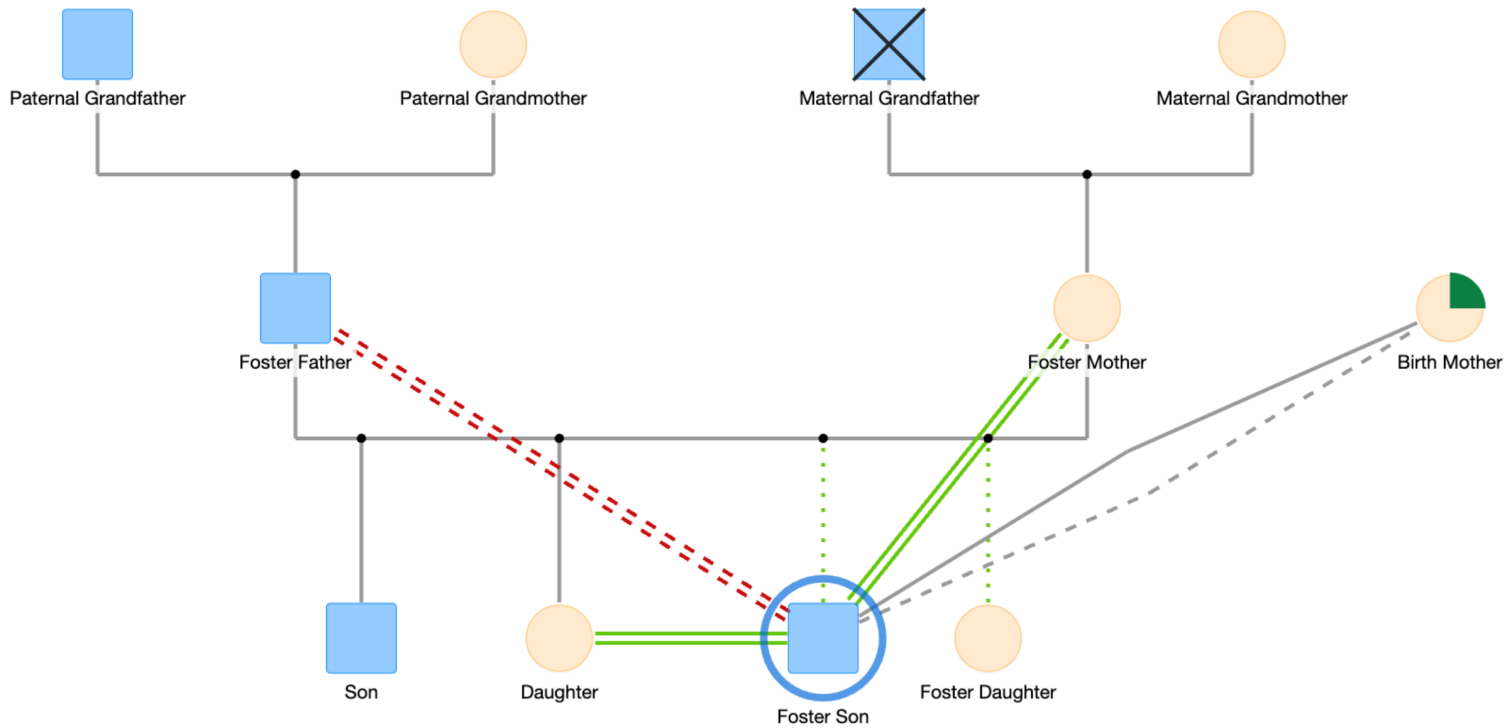 Paternal Grandfather
Paternal Grandmother
Maternal Grandfather
Maternal Grandmother
Foster Father
Foster Mother
Birth Mother
Son
Daughter
Foster Son
Foster Daughter